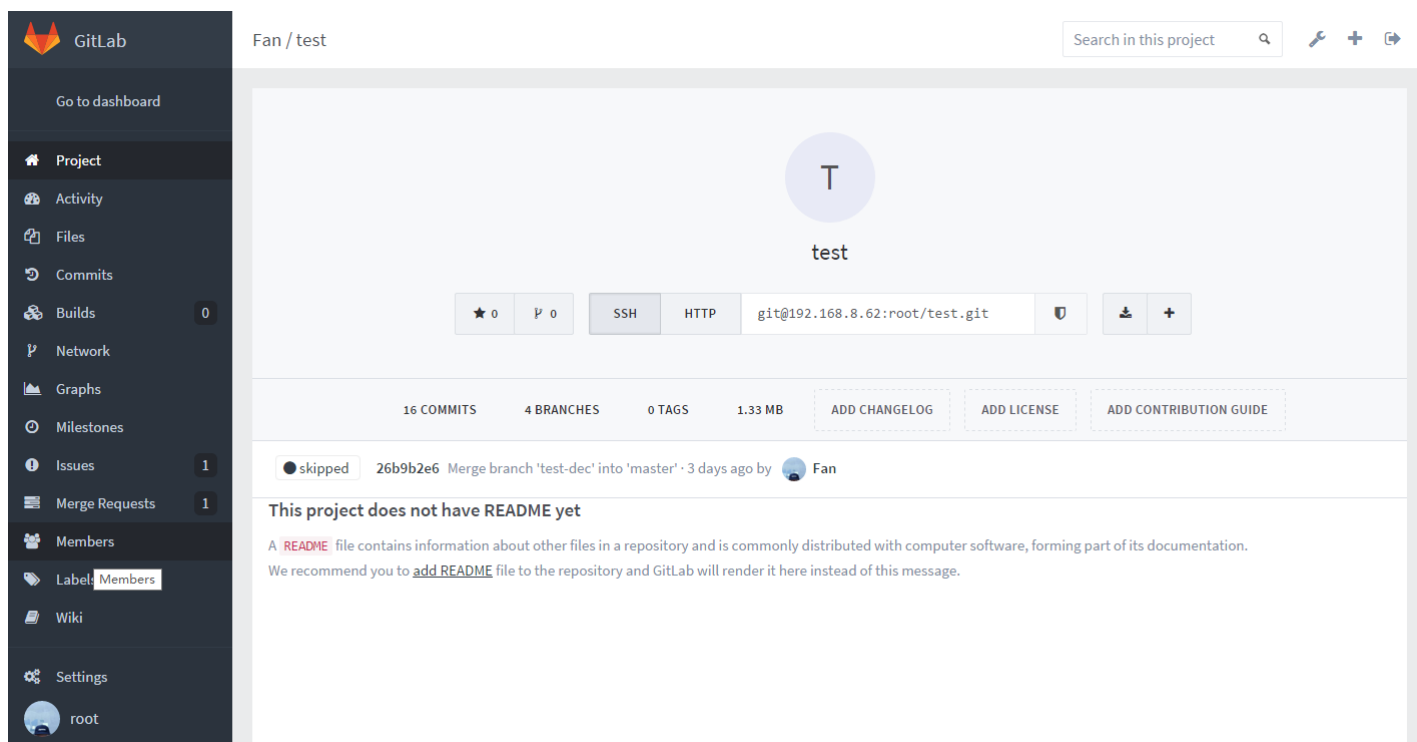 GitLab
Fan / test
Search in this project
Go to dashboard
Project
Activity
Files
Commits
Builds 0
Network
Graphs
Milestones
Issues 1
Merge Requests 1
Members
Labels
Members
Wiki
Settings
root
T
test
0 0 SSH HTTP git@192.168.8.62:root/test.git
16 COMMITS 4 BRANCHES 0 TAGS 1.33 MB ADD CHANGELOG ADD LICENSE ADD CONTRIBUTION GUIDE
skipped 26b9b2e6 Merge branch 'test-dec' into 'master' · 3 days ago by Fan
This project does not have README yet
A README file contains information about other files in a repository and is commonly distributed with computer software, forming part of its documentation.
We recommend you to add README file to the repository and GitLab will render it here instead of this message.